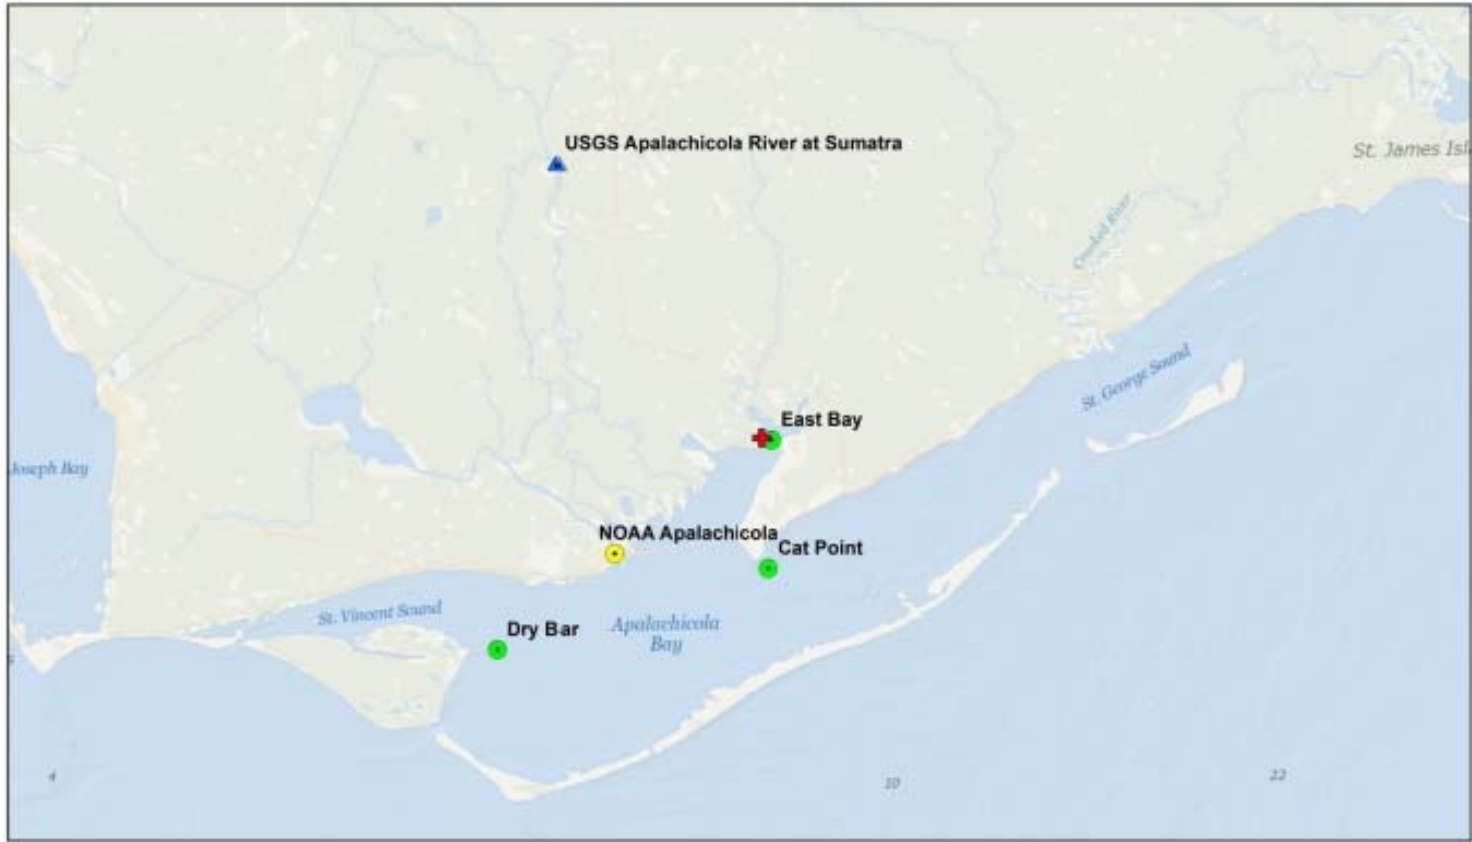 USGS Apalachicola River at Sumatra
St. James Isl
Crooked River
St. George Sound
East Bay
Joseph Bay
NOAA Apalachicola
Cat Point
St. Vincent Sound
Dry Bar
Apalachicola
Bay
4
10
22